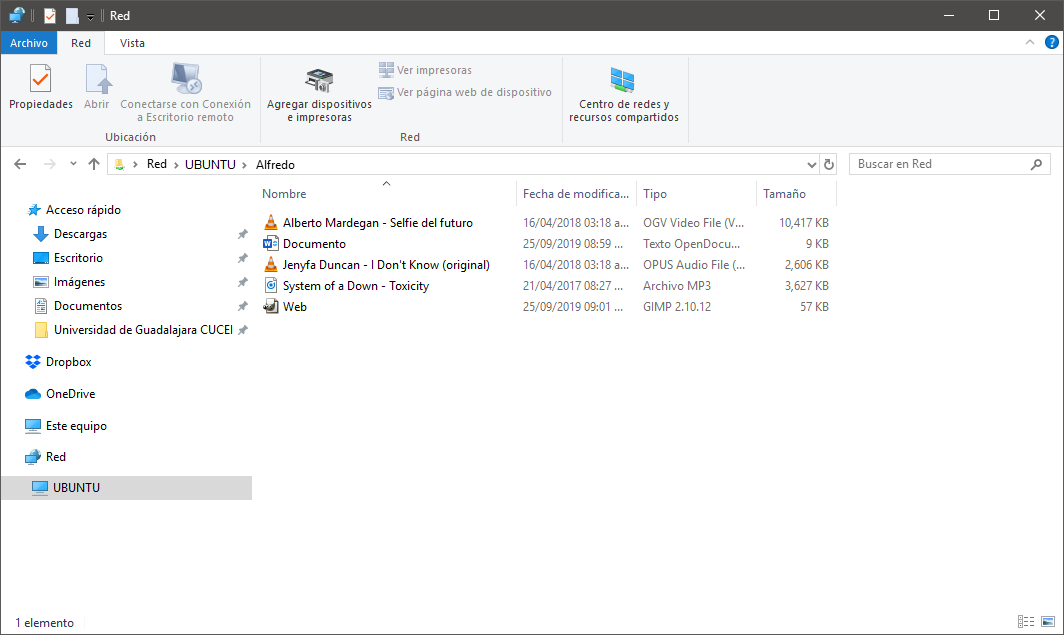 Red
Archivo Red Vista ?
Propiedades Abrir Conectarse con Conexión a Escritorio remoto
Ubicación
Agregar dispositivos e impresoras
Ver impresoras
Ver página web de dispositivo
Red
Centro de redes y recursos compartidos
Red UBUNTU Alfredo
Buscar en Red
Nombre Fecha de modifica... Tipo Tamaño
Alberto Mardegan - Selfie del futuro 16/04/2018 03:18 a... OGV Video File (V... 10,417 KB
Documento 25/09/2019 08:59 ... Texto OpenDocu... 9 KB
Jenyfa Duncan - I Don't Know (original) 16/04/2018 03:18 a... OPUS Audio File (... 2,606 KB
System of a Down - Toxicity 21/04/2017 08:27 ... Archivo MP3 3,627 KB
Web 25/09/2019 09:01 ... GIMP 2.10.12 57 KB
Acceso rápido
Descargas
Escritorio
Imágenes
Documentos
Universidad de Guadalajara CUCEI
Dropbox
OneDrive
Este equipo
Red
UBUNTU
1 elemento